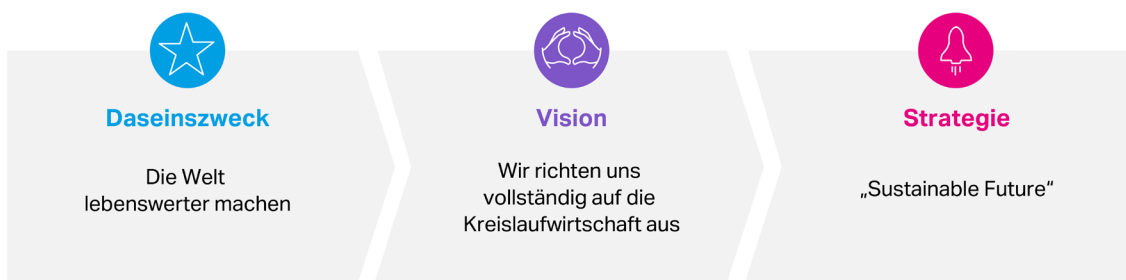 Daseinszweck
Die Welt
lebenswerter machen
Vision
Wir richten uns
vollständig auf die
Kreislaufwirtschaft aus
Strategie
„Sustainable Future“